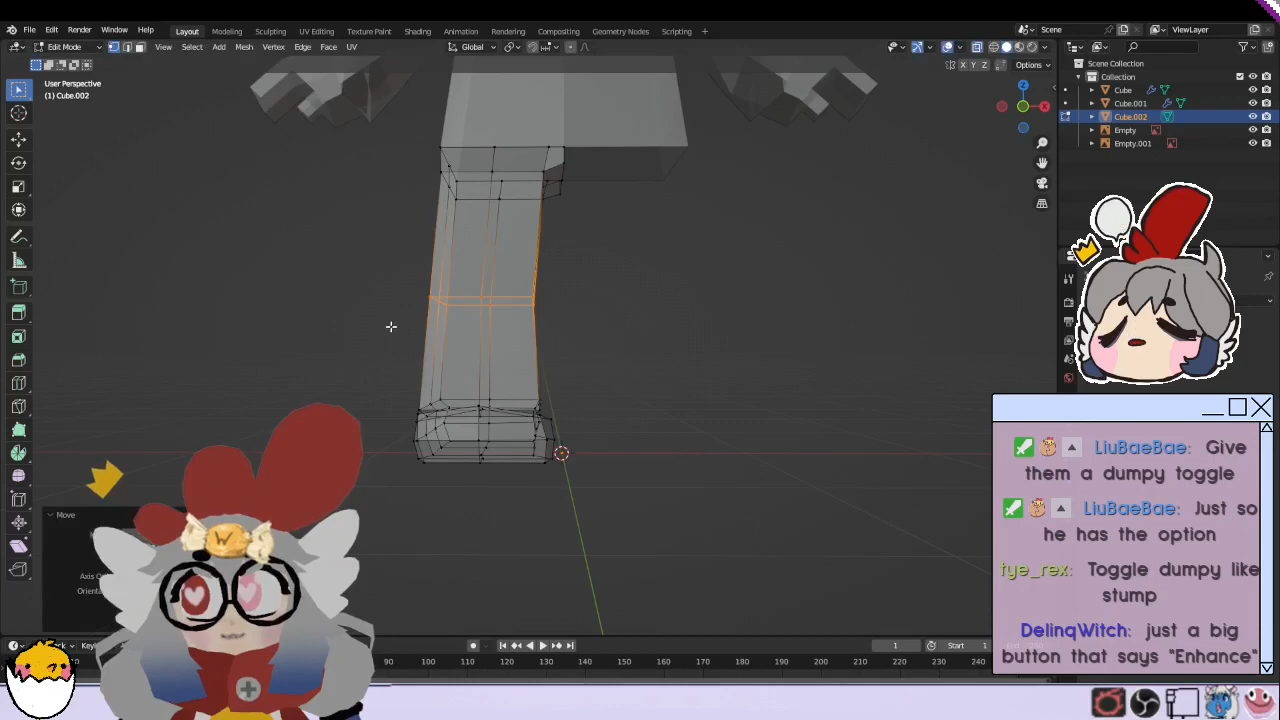 File Edit Render Window Help Layout Modeling Sculpting UV Editing Texture Paint Shading Animation Rendering Compositing Geometry Nodes Scripting + Scene ViewLayer
Edit Mode View Select Add Mesh Vertex Edge Face UV Global
X Y Z Options
User Perspective
(1) Cube.002
Z
X
Scene Collection
Collection
Cube
Cube.001
Cube.002
Empty
Empty.001
LiuBaeBae: Give
them a dumpy toggle
LiuBaeBae: Just so
he has the option
tye_rex: Toggle dumpy like
stump
DelinqWitch: just a big
button that says "Enhance"
Move
W
1 Start 1
90 100 110 120 130 140 150 160 170 180 190 200 210 220 230 240